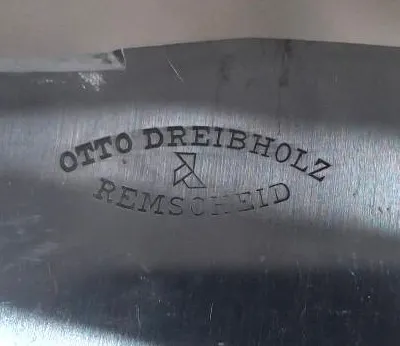 OTTO DREIBHOLZ
REMSCHEID